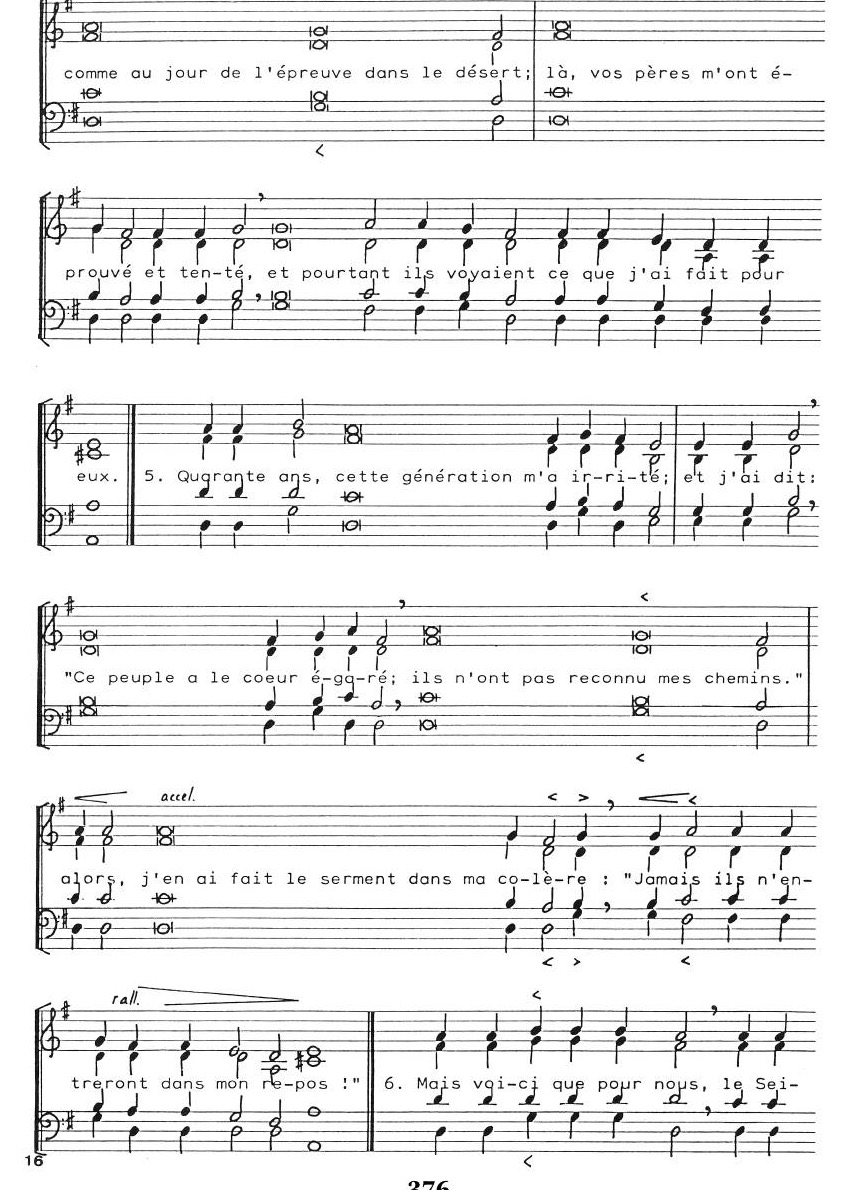 comme au jour de l'épreuve dans le désert; là, vos pères m'ont é-
prouvé et ten-té, et pourtant ils voyaient ce que j'ai fait pour
eux. 5. Quarante ans, cette génération m'a ir-ri-té; et j'ai dit:
"Ce peuple a le coeur é-ga-ré; ils n'ont pas reconnu mes chemins."
accel.
alors, j'en ai fait le serment dans ma co-lè-re : "Jamais ils n'en-
rall.
treront dans mon re-pos !" 6. Mais voi-ci que pour nous, le Sei-
16
376